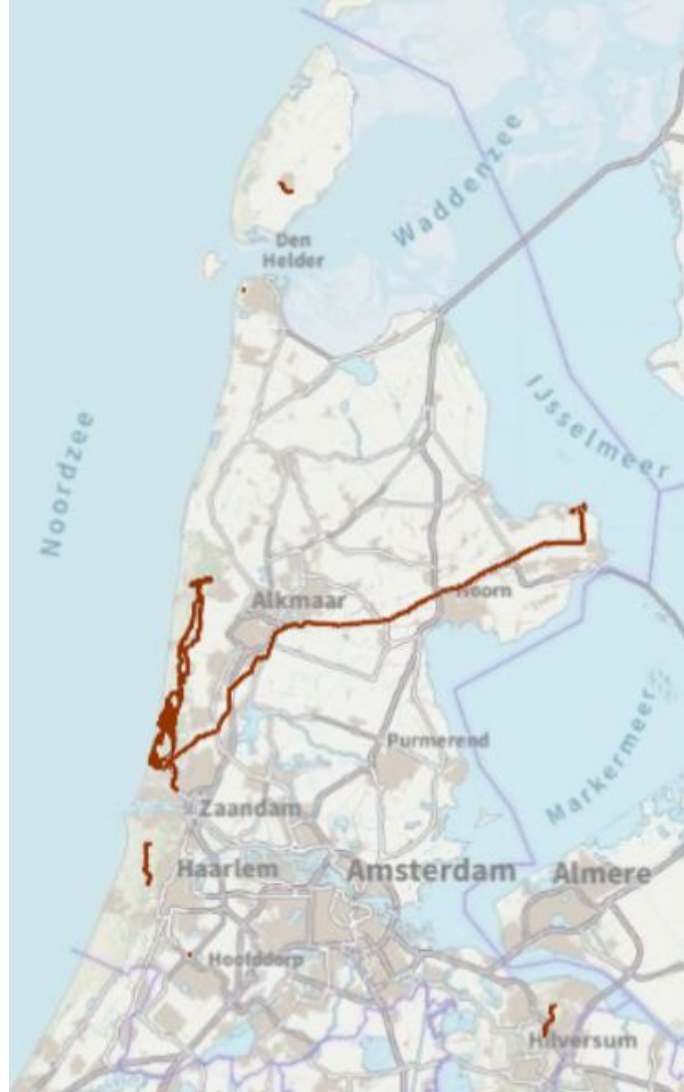 Waddenzee
Den
Helder
IJsselmeer
Noordzee
Alkmaar
Hoorn
Markermeer
Purmerend
Zaandam
Haarlem
Amsterdam
Almere
Hoofddorp
Hilversum